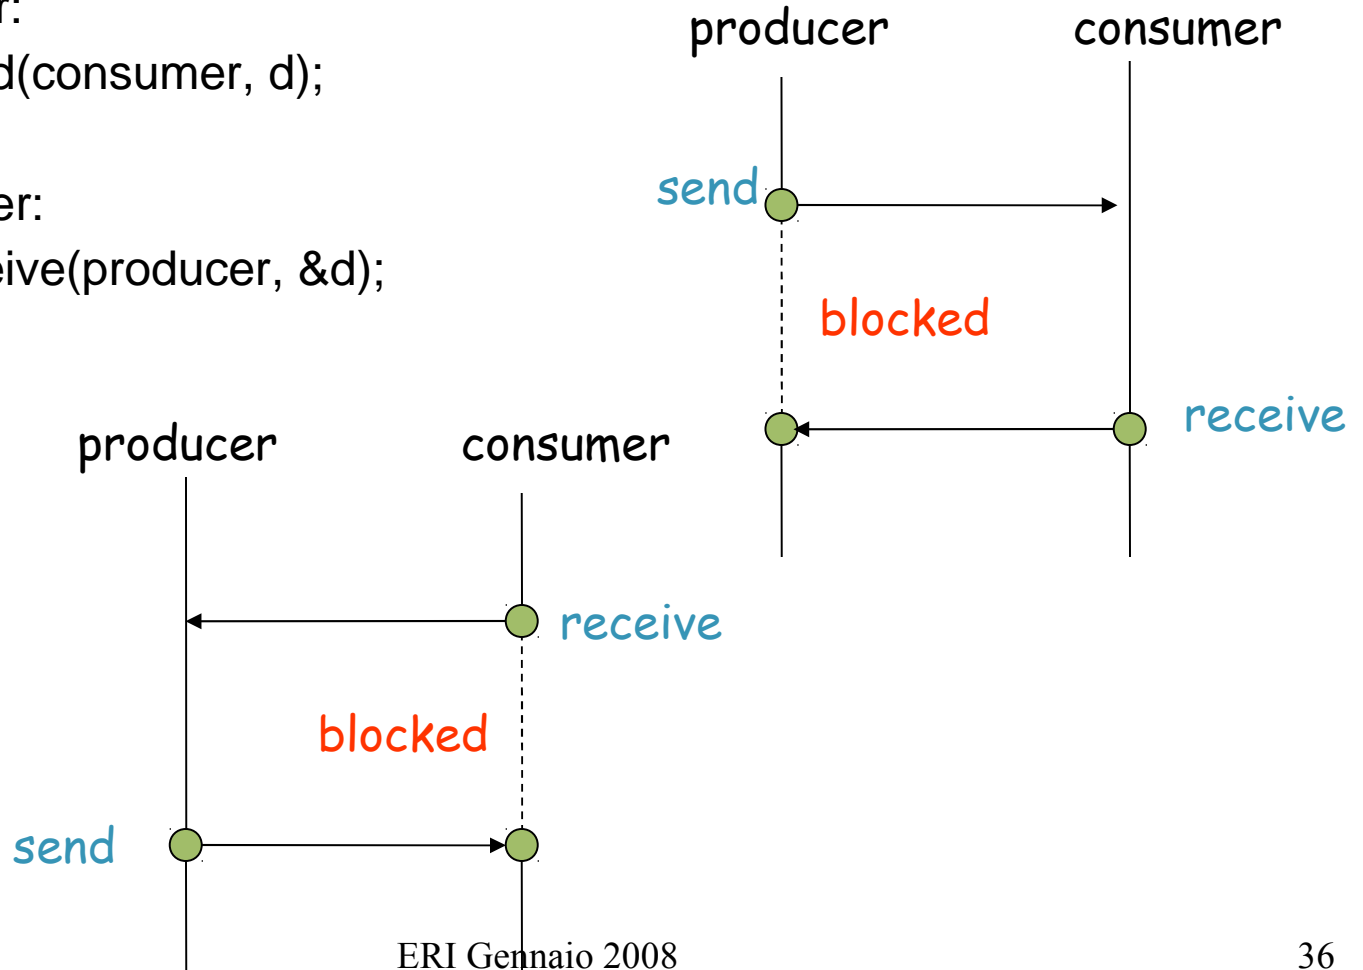 r:
d(consumer, d);
er:
eive(producer, &d);
producer consumer
send
blocked
receive
producer consumer
receive
blocked
send
ERI Gennaio 2008 36